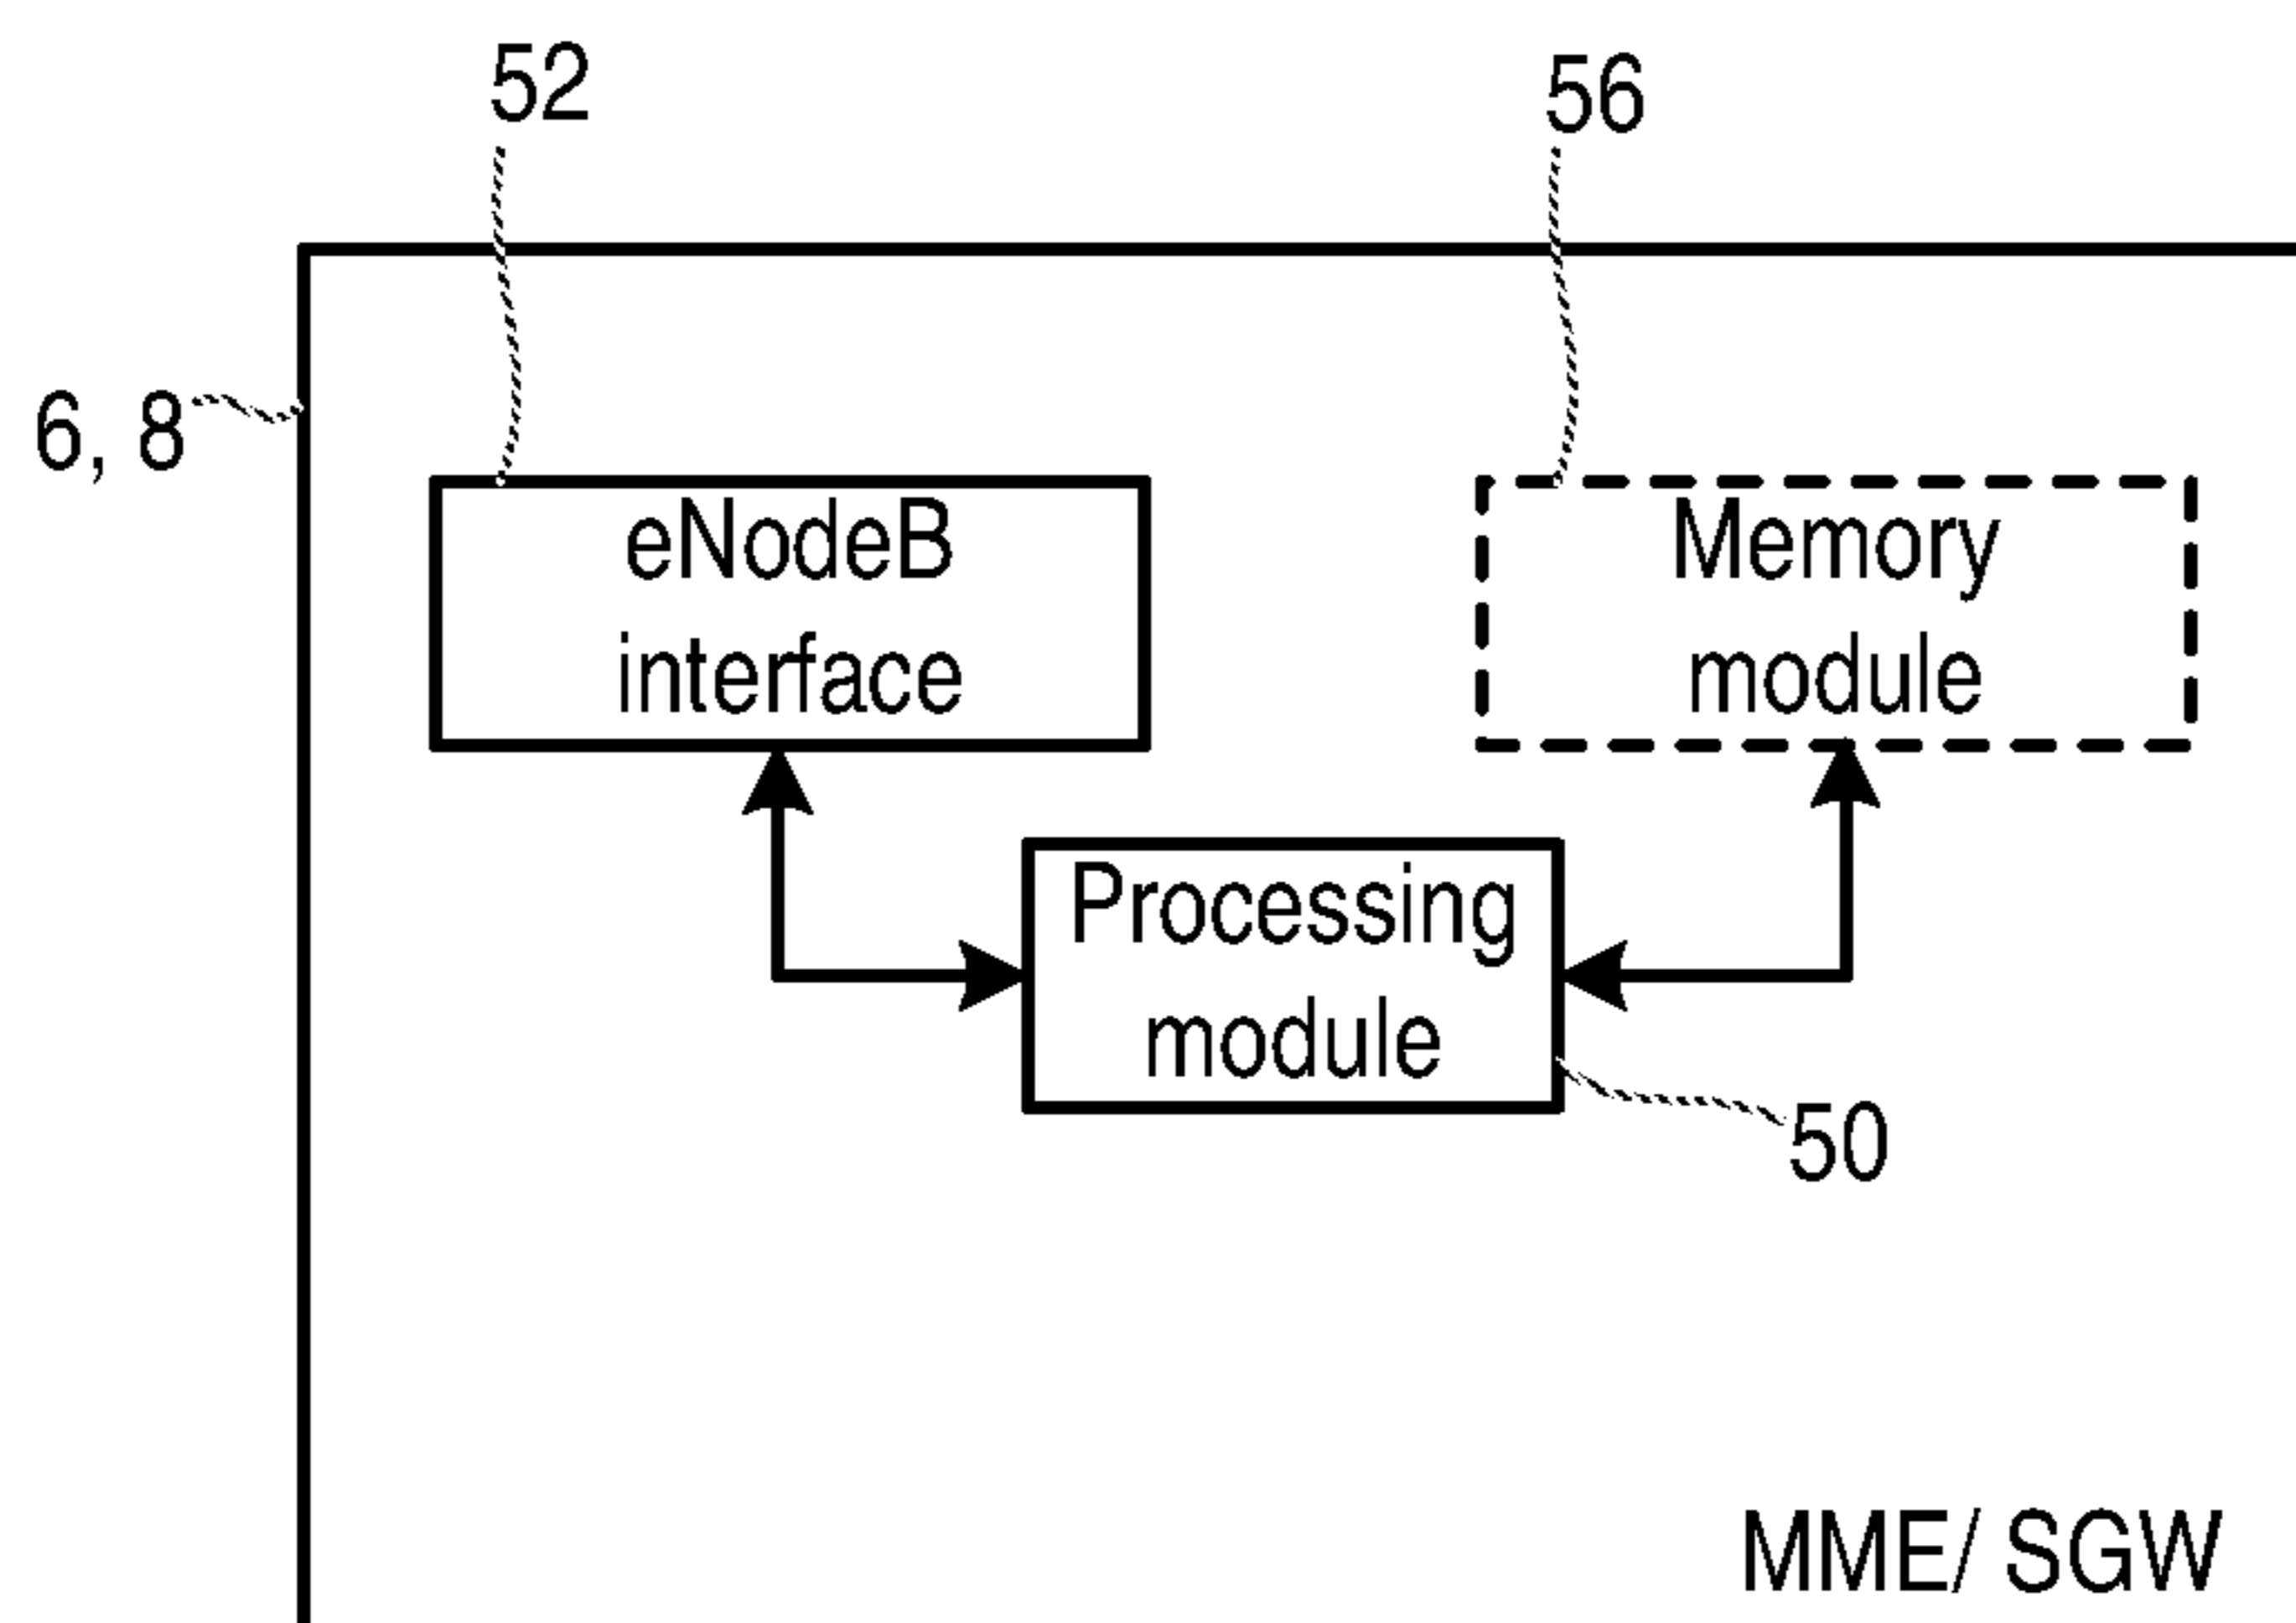 52
56
6, 8
eNodeB
interface
Memory
module
Processing
module
50
MME/ SGW